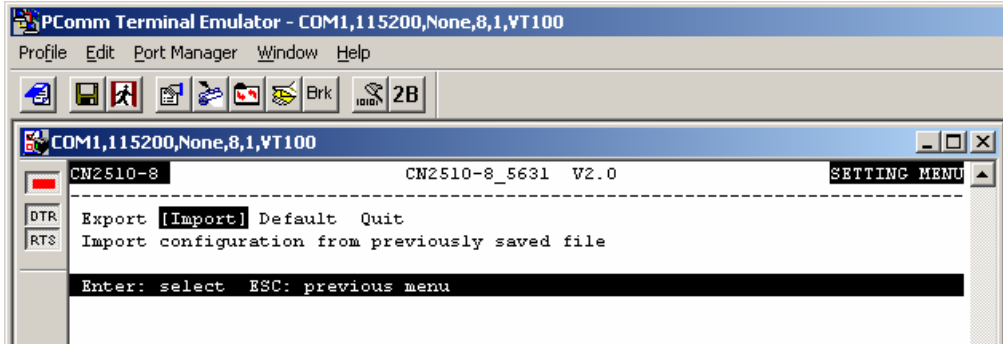 PComm Terminal Emulator - COM1,115200,None,8,1,VT100
Profile Edit Port Manager Window Help
Brk 2B
COM1,115200,None,8,1,VT100
CN2510-8 CN2510-8_5631 V2.0 SETTING MENU
DTR
RTS
Export [Import] Default Quit
Import configuration from previously saved file
Enter: select ESC: previous menu